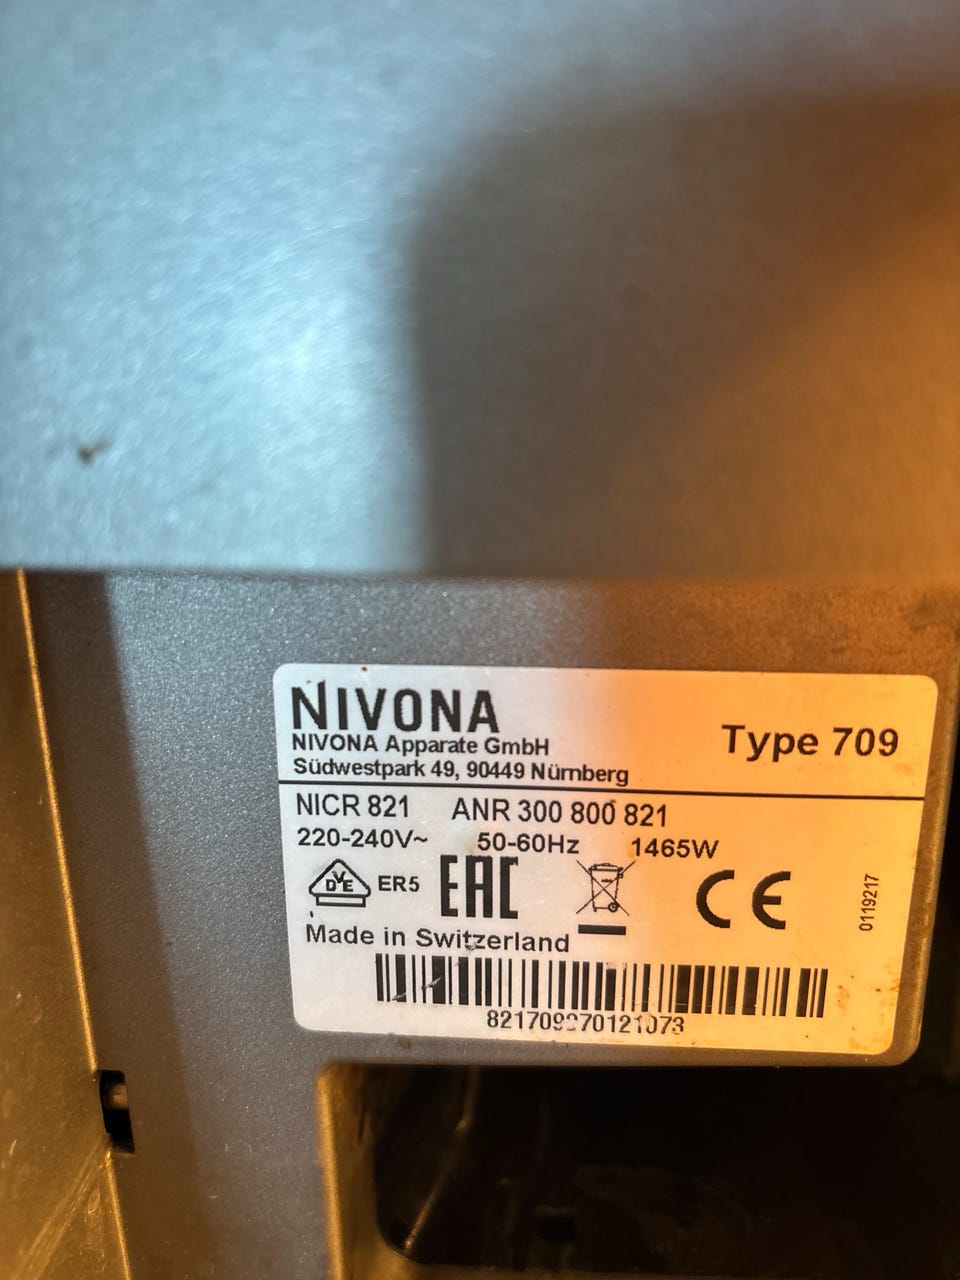 NIVONA
NIVONA Apparate GmbH
Südwestpark 49, 90449 Nürnberg
Type 709
NICR 821 ANR 300 800 821
220-240V~ 50-60Hz 1465W
DVE ER5 EAC CE
0119217
Made in Switzerland